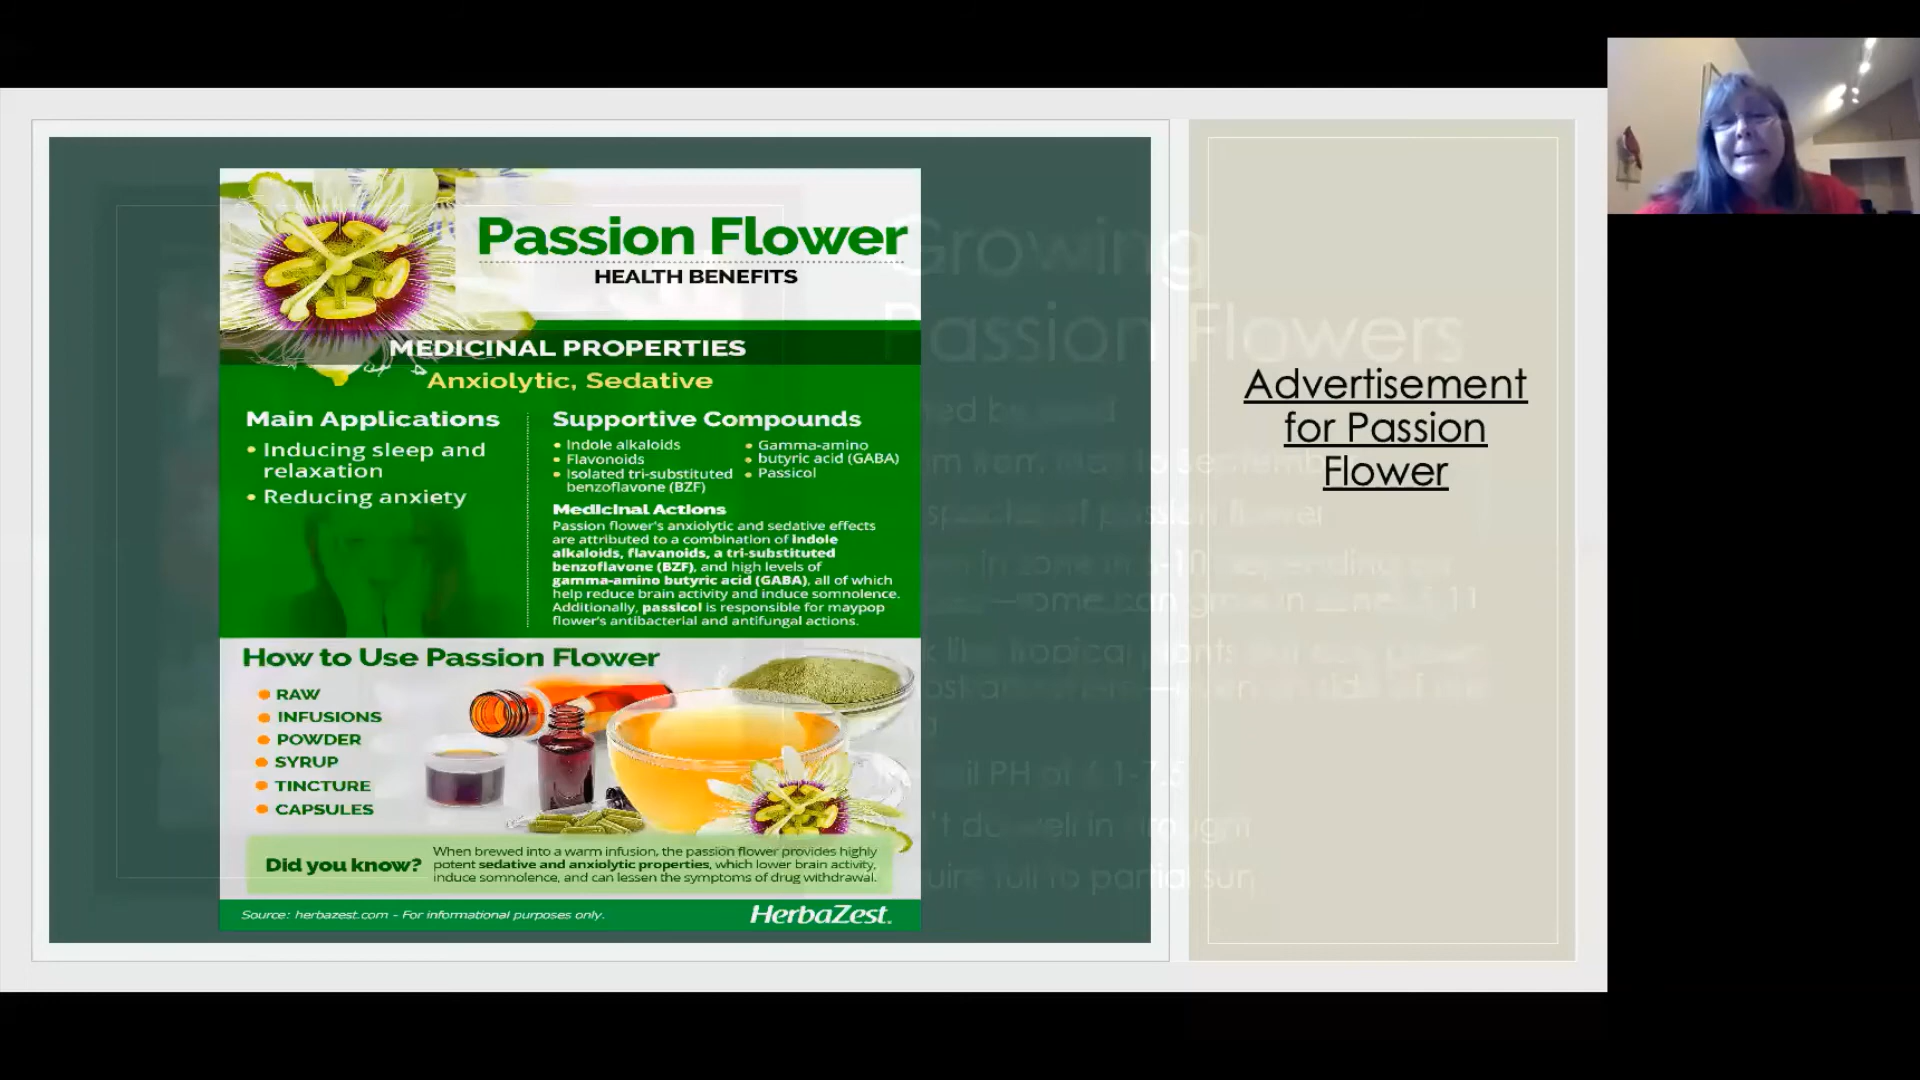 Passion Flower
HEALTH BENEFITS
MEDICINAL PROPERTIES
Anxiolytic, Sedative
Main Applications
• Inducing sleep and
relaxation
• Reducing anxiety
Supportive Compounds
• Indole alkaloids
• Flavonoids
• Isolated tri-substituted
benzoflavone (BZF)
• Gamma-amino
• butyric acid (GABA)
• Passicol
Medicinal Actions
Passion flower's anxiolytic and sedative effects
are attributed to a combination of indole
alkaloids, flavanoids, a tri-substituted
benzoflavone (BZF), and high levels of
gamma-amino butyric acid (GABA), all of which
help reduce brain activity and induce somnolence.
Additionally, passicol is responsible for maypop
flower's antibacterial and antifungal actions.
How to Use Passion Flower
• RAW
• INFUSIONS
• POWDER
• SYRUP
• TINCTURE
• CAPSULES
Did you know?
When brewed into a warm infusion, the passion flower provides highly
potent sedative and anxiolytic properties, which lower brain activity,
induce somnolence, and can lessen the symptoms of drug withdrawal.
Source: herbazest.com - For informational purposes only.
HerbaZest.
Advertisement
for Passion
Flower
Growing
Passion Flowers